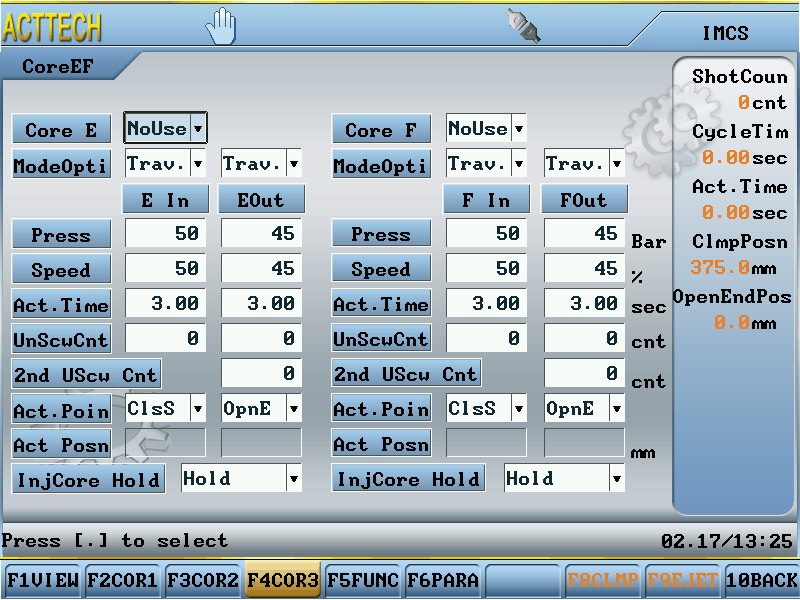 ACTTECH
IMCS
CoreEF
ShotCoun
0cnt
CycleTim
0.00sec
Act.Time
0.00sec
ClmpPosn
375.0mm
OpenEndPos
0.0mm
Core E NoUse Core F NoUse
ModeOpti Trav. Trav. ModeOpti Trav. Trav.
E In EOut F In FOut
Press 50 45 Press 50 45 Bar
Speed 50 45 Speed 50 45 %
Act.Time 3.00 3.00 Act.Time 3.00 3.00 sec
UnScwCnt 0 0 UnScwCnt 0 0 cnt
2nd UScw Cnt 0 2nd UScw Cnt 0 cnt
Act.Poin ClsS OpnE Act.Poin ClsS OpnE
Act Posn Act Posn mm
InjCore Hold Hold InjCore Hold Hold
Press [.] to select 02.17/13:25
F1VIEW F2COR1 F3COR2 F4COR3 F5FUNC F6PARA F8CLMP F9EJET 10BACK